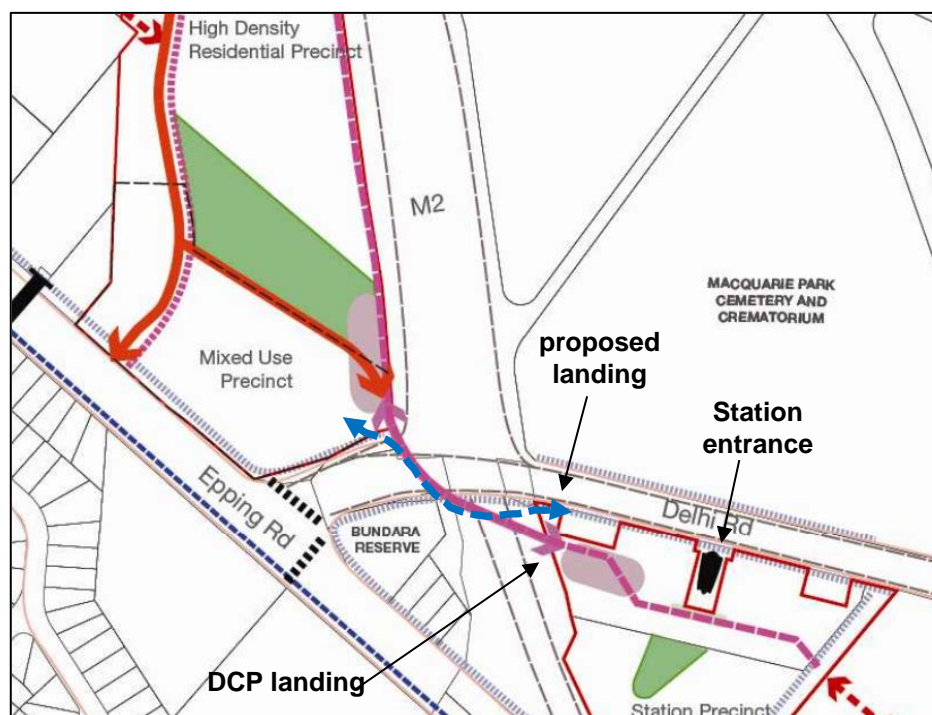 High Density
Residential Precinct
M2
MACQUARIE PARK
CEMETERY AND
CREMATORIUM
proposed
landing
Mixed Use
Precinct
Station
entrance
Epping Rd
Delhi Rd
BUNDARA
RESERVE
DCP landing
Station Precinct